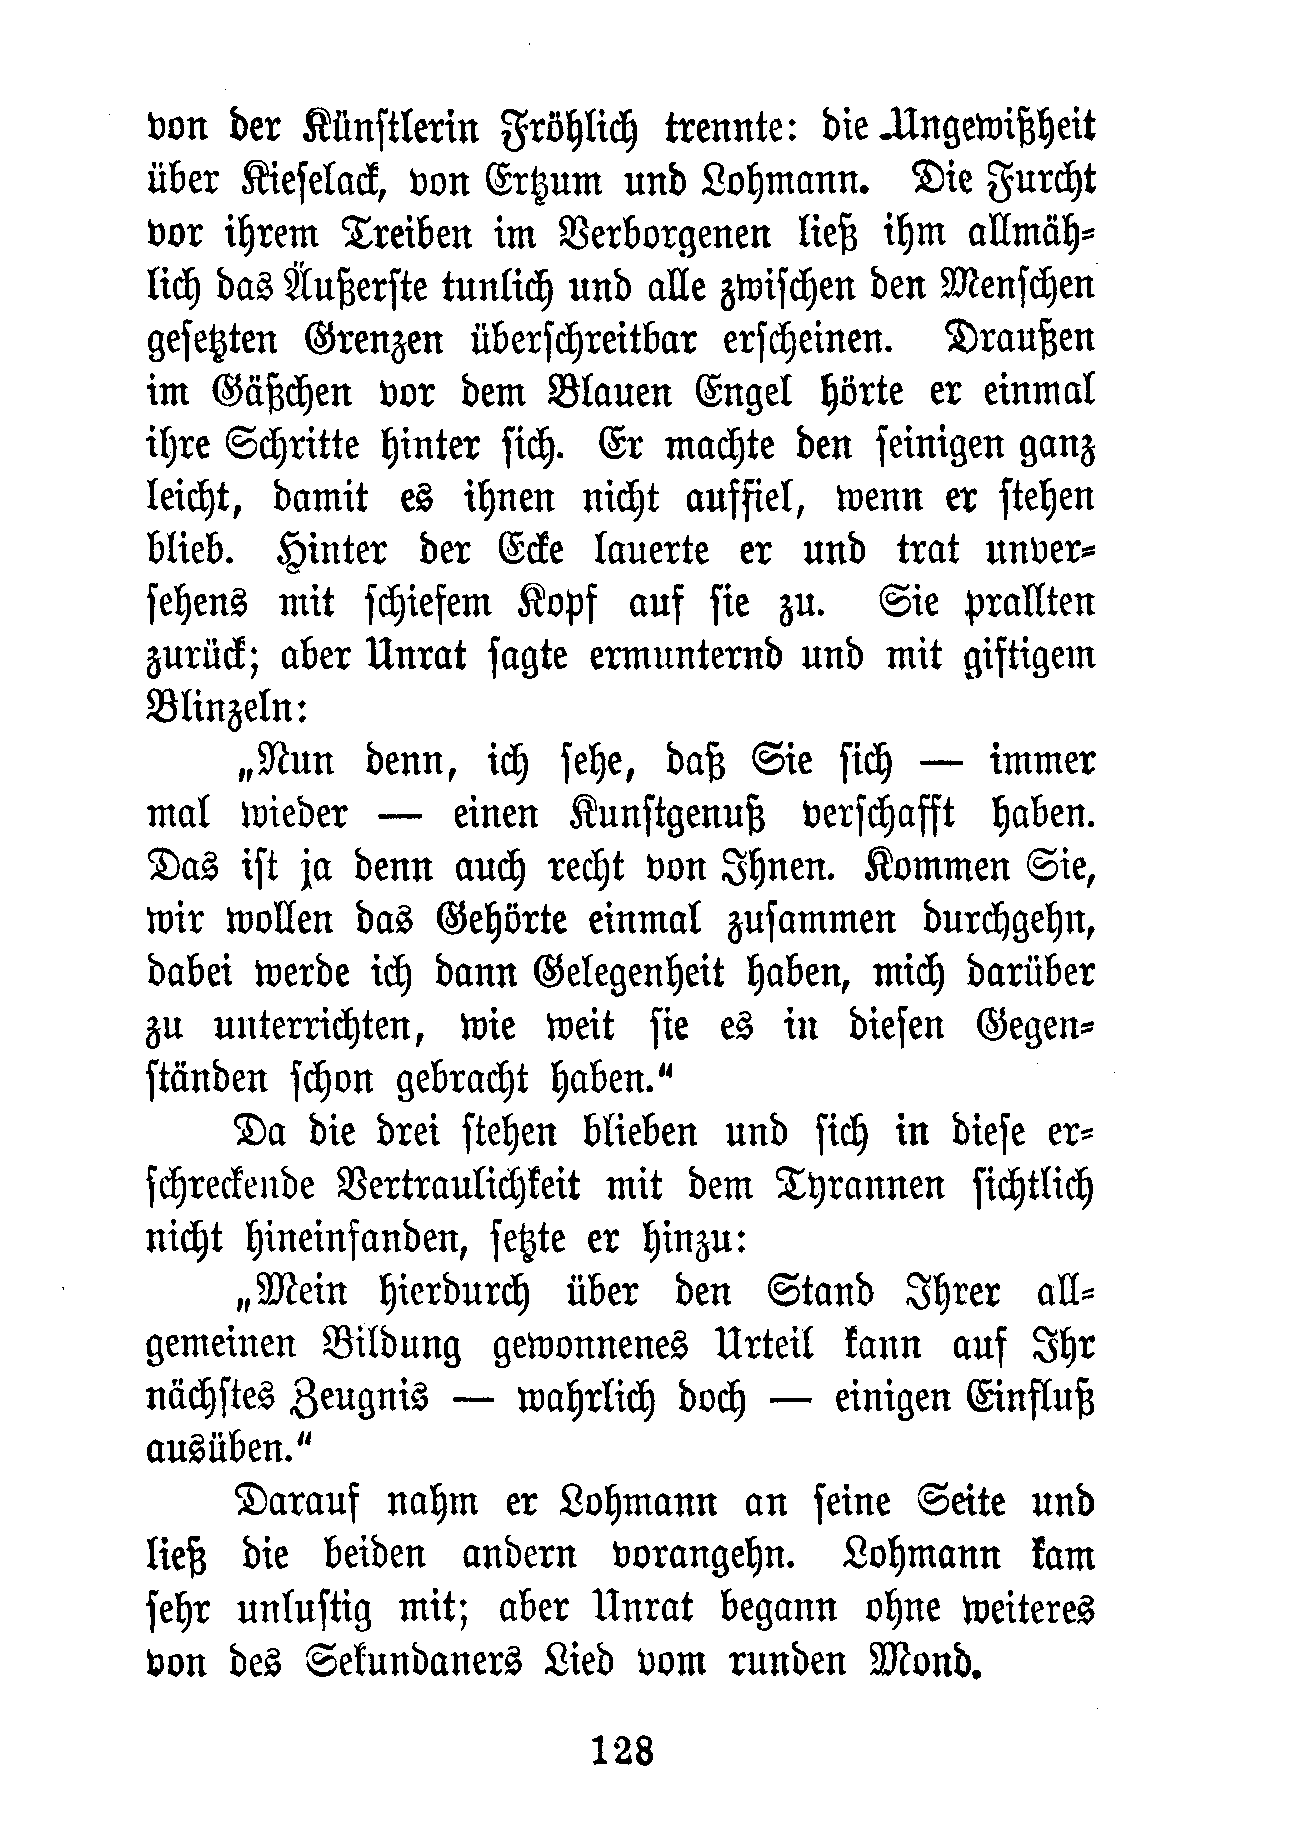 von der Künstlerin Fröhlich trennte: die Ungewißheit
über Kieselack, von Ertzum und Lohmann. Die Furcht
vor ihrem Treiben im Verborgenen ließ ihm allmäh=
lich das Äußerste tunlich und alle zwischen den Menschen
gesetzten Grenzen überschreitbar erscheinen. Draußen
im Gäßchen vor dem Blauen Engel hörte er einmal
ihre Schritte hinter sich. Er machte den seinigen ganz
leicht, damit es ihnen nicht auffiel, wenn er stehen
blieb. Hinter der Ecke lauerte er und trat unver=
sehens mit schiefem Kopf auf sie zu. Sie prallten
zurück; aber Unrat sagte ermunternd und mit giftigem
Blinzeln:
„Nun denn, ich sehe, daß Sie sich — immer
mal wieder — einen Kunstgenuß verschafft haben.
Das ist ja denn auch recht von Ihnen. Kommen Sie,
wir wollen das Gehörte einmal zusammen durchgehn,
dabei werde ich dann Gelegenheit haben, mich darüber
zu unterrichten, wie weit sie es in diesen Gegen=
ständen schon gebracht haben.“
Da die drei stehen blieben und sich in diese er=
schreckende Vertraulichkeit mit dem Tyrannen sichtlich
nicht hineinfanden, setzte er hinzu:
„Mein hierdurch über den Stand Ihrer all=
gemeinen Bildung gewonnenes Urteil kann auf Ihr
nächstes Zeugnis — wahrlich doch — einigen Einfluß
ausüben.“
Darauf nahm er Lohmann an seine Seite und
ließ die beiden andern vorangehn. Lohmann kam
sehr unlustig mit; aber Unrat begann ohne weiteres
von des Sekundaners Lied vom runden Mond.
128